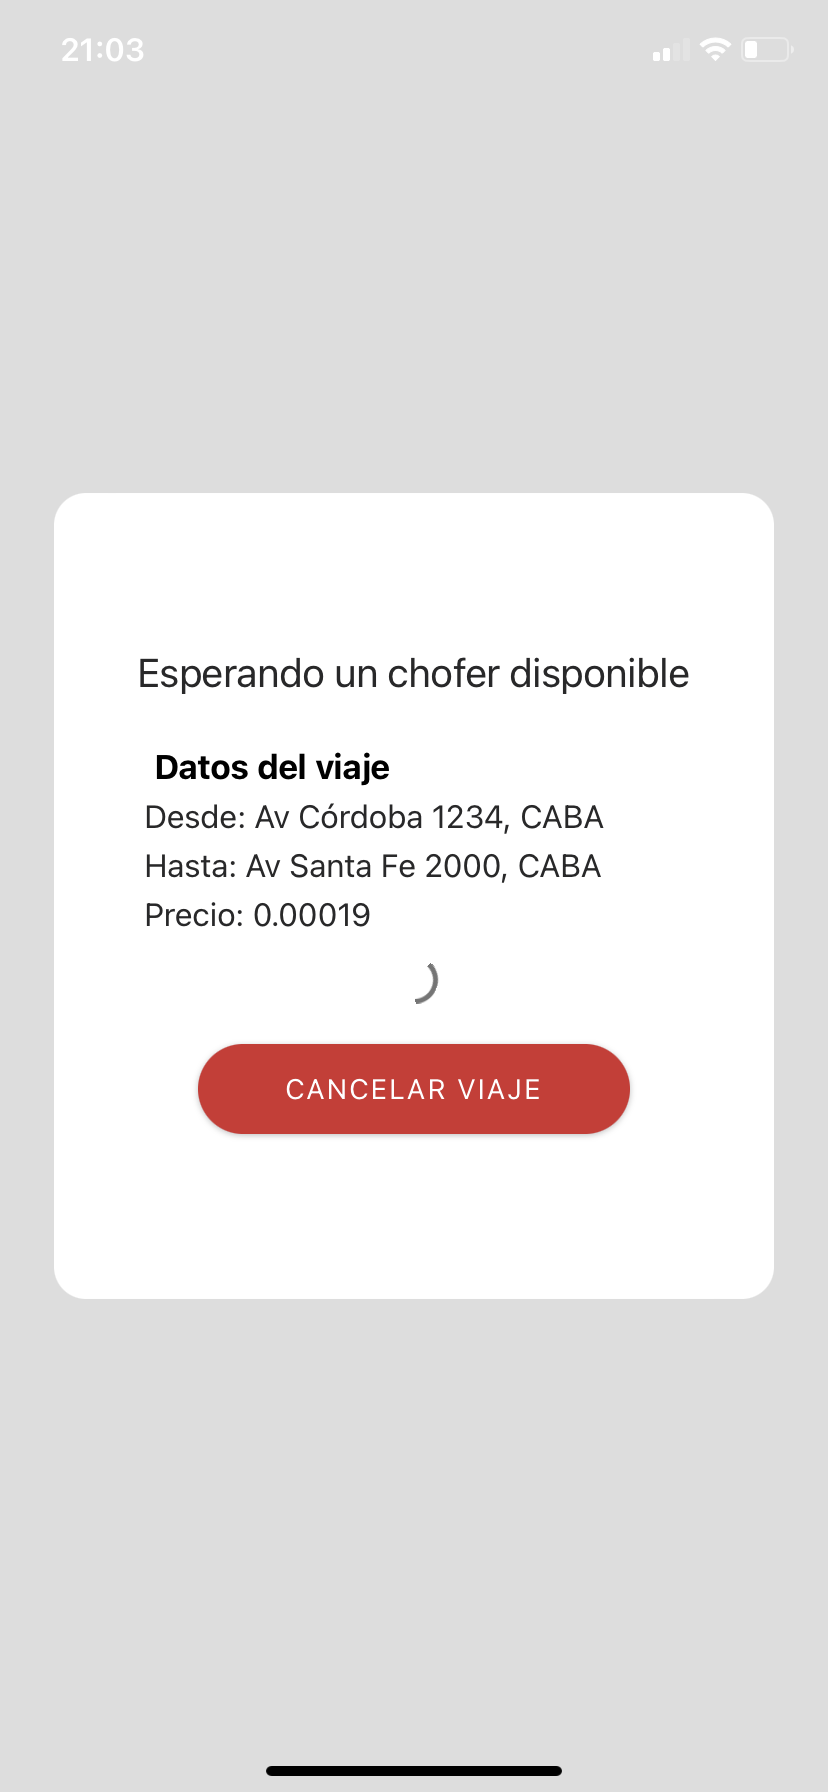 21:03
Esperando un chofer disponible
Datos del viaje
Desde: Av Córdoba 1234, CABA
Hasta: Av Santa Fe 2000, CABA
Precio: 0.00019
CANCELAR VIAJE